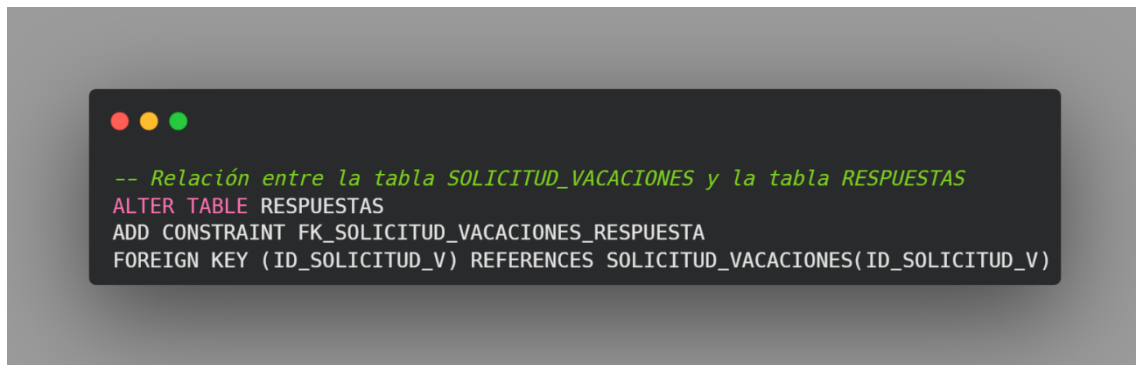 -- Relación entre la tabla SOLICITUD_VACACIONES y la tabla RESPUESTAS
ALTER TABLE RESPUESTAS
ADD CONSTRAINT FK_SOLICITUD_VACACIONES_RESPUESTA
FOREIGN KEY (ID_SOLICITUD_V) REFERENCES SOLICITUD_VACACIONES(ID_SOLICITUD_V)